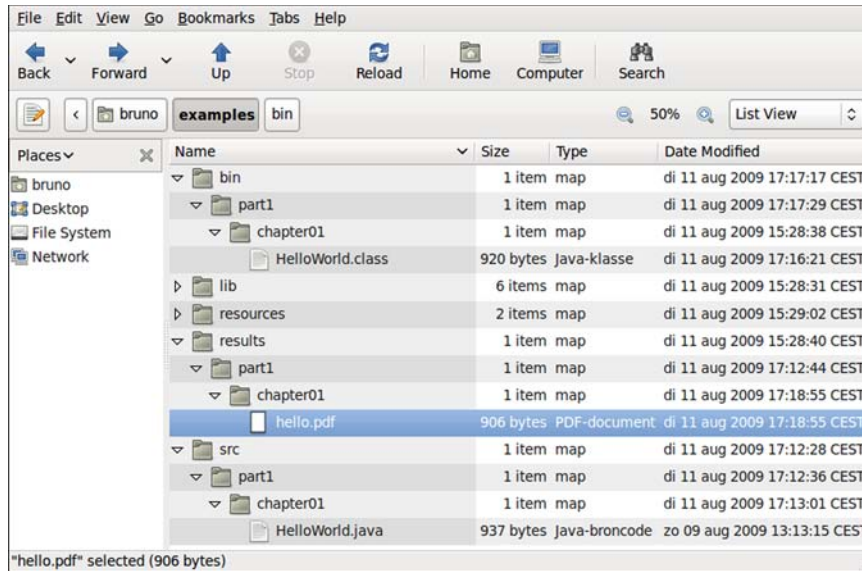 File Edit View Go Bookmarks Tabs Help
Back Forward Up Stop Reload Home Computer Search
bruno examples bin 50% List View
Places Name Size Type Date Modified
bin 1 item map di 11 aug 2009 17:17:17 CEST
bruno
part1 1 item map di 11 aug 2009 17:17:29 CEST
Desktop
chapter01 1 item map di 11 aug 2009 15:28:38 CEST
File System
HelloWorld.class 920 bytes Java-klasse di 11 aug 2009 17:16:21 CEST
Network
lib 6 items map di 11 aug 2009 15:28:31 CEST
resources 2 items map di 11 aug 2009 15:29:02 CEST
results 1 item map di 11 aug 2009 15:28:40 CEST
part1 1 item map di 11 aug 2009 17:12:44 CEST
chapter01 1 item map di 11 aug 2009 17:18:55 CEST
hello.pdf 906 bytes PDF-document di 11 aug 2009 17:18:55 CEST
src 1 item map di 11 aug 2009 17:12:28 CEST
part1 1 item map di 11 aug 2009 17:12:36 CEST
chapter01 1 item map di 11 aug 2009 17:13:01 CEST
HelloWorld.java 937 bytes Java-broncode zo 09 aug 2009 13:13:15 CEST
"hello.pdf" selected (906 bytes)